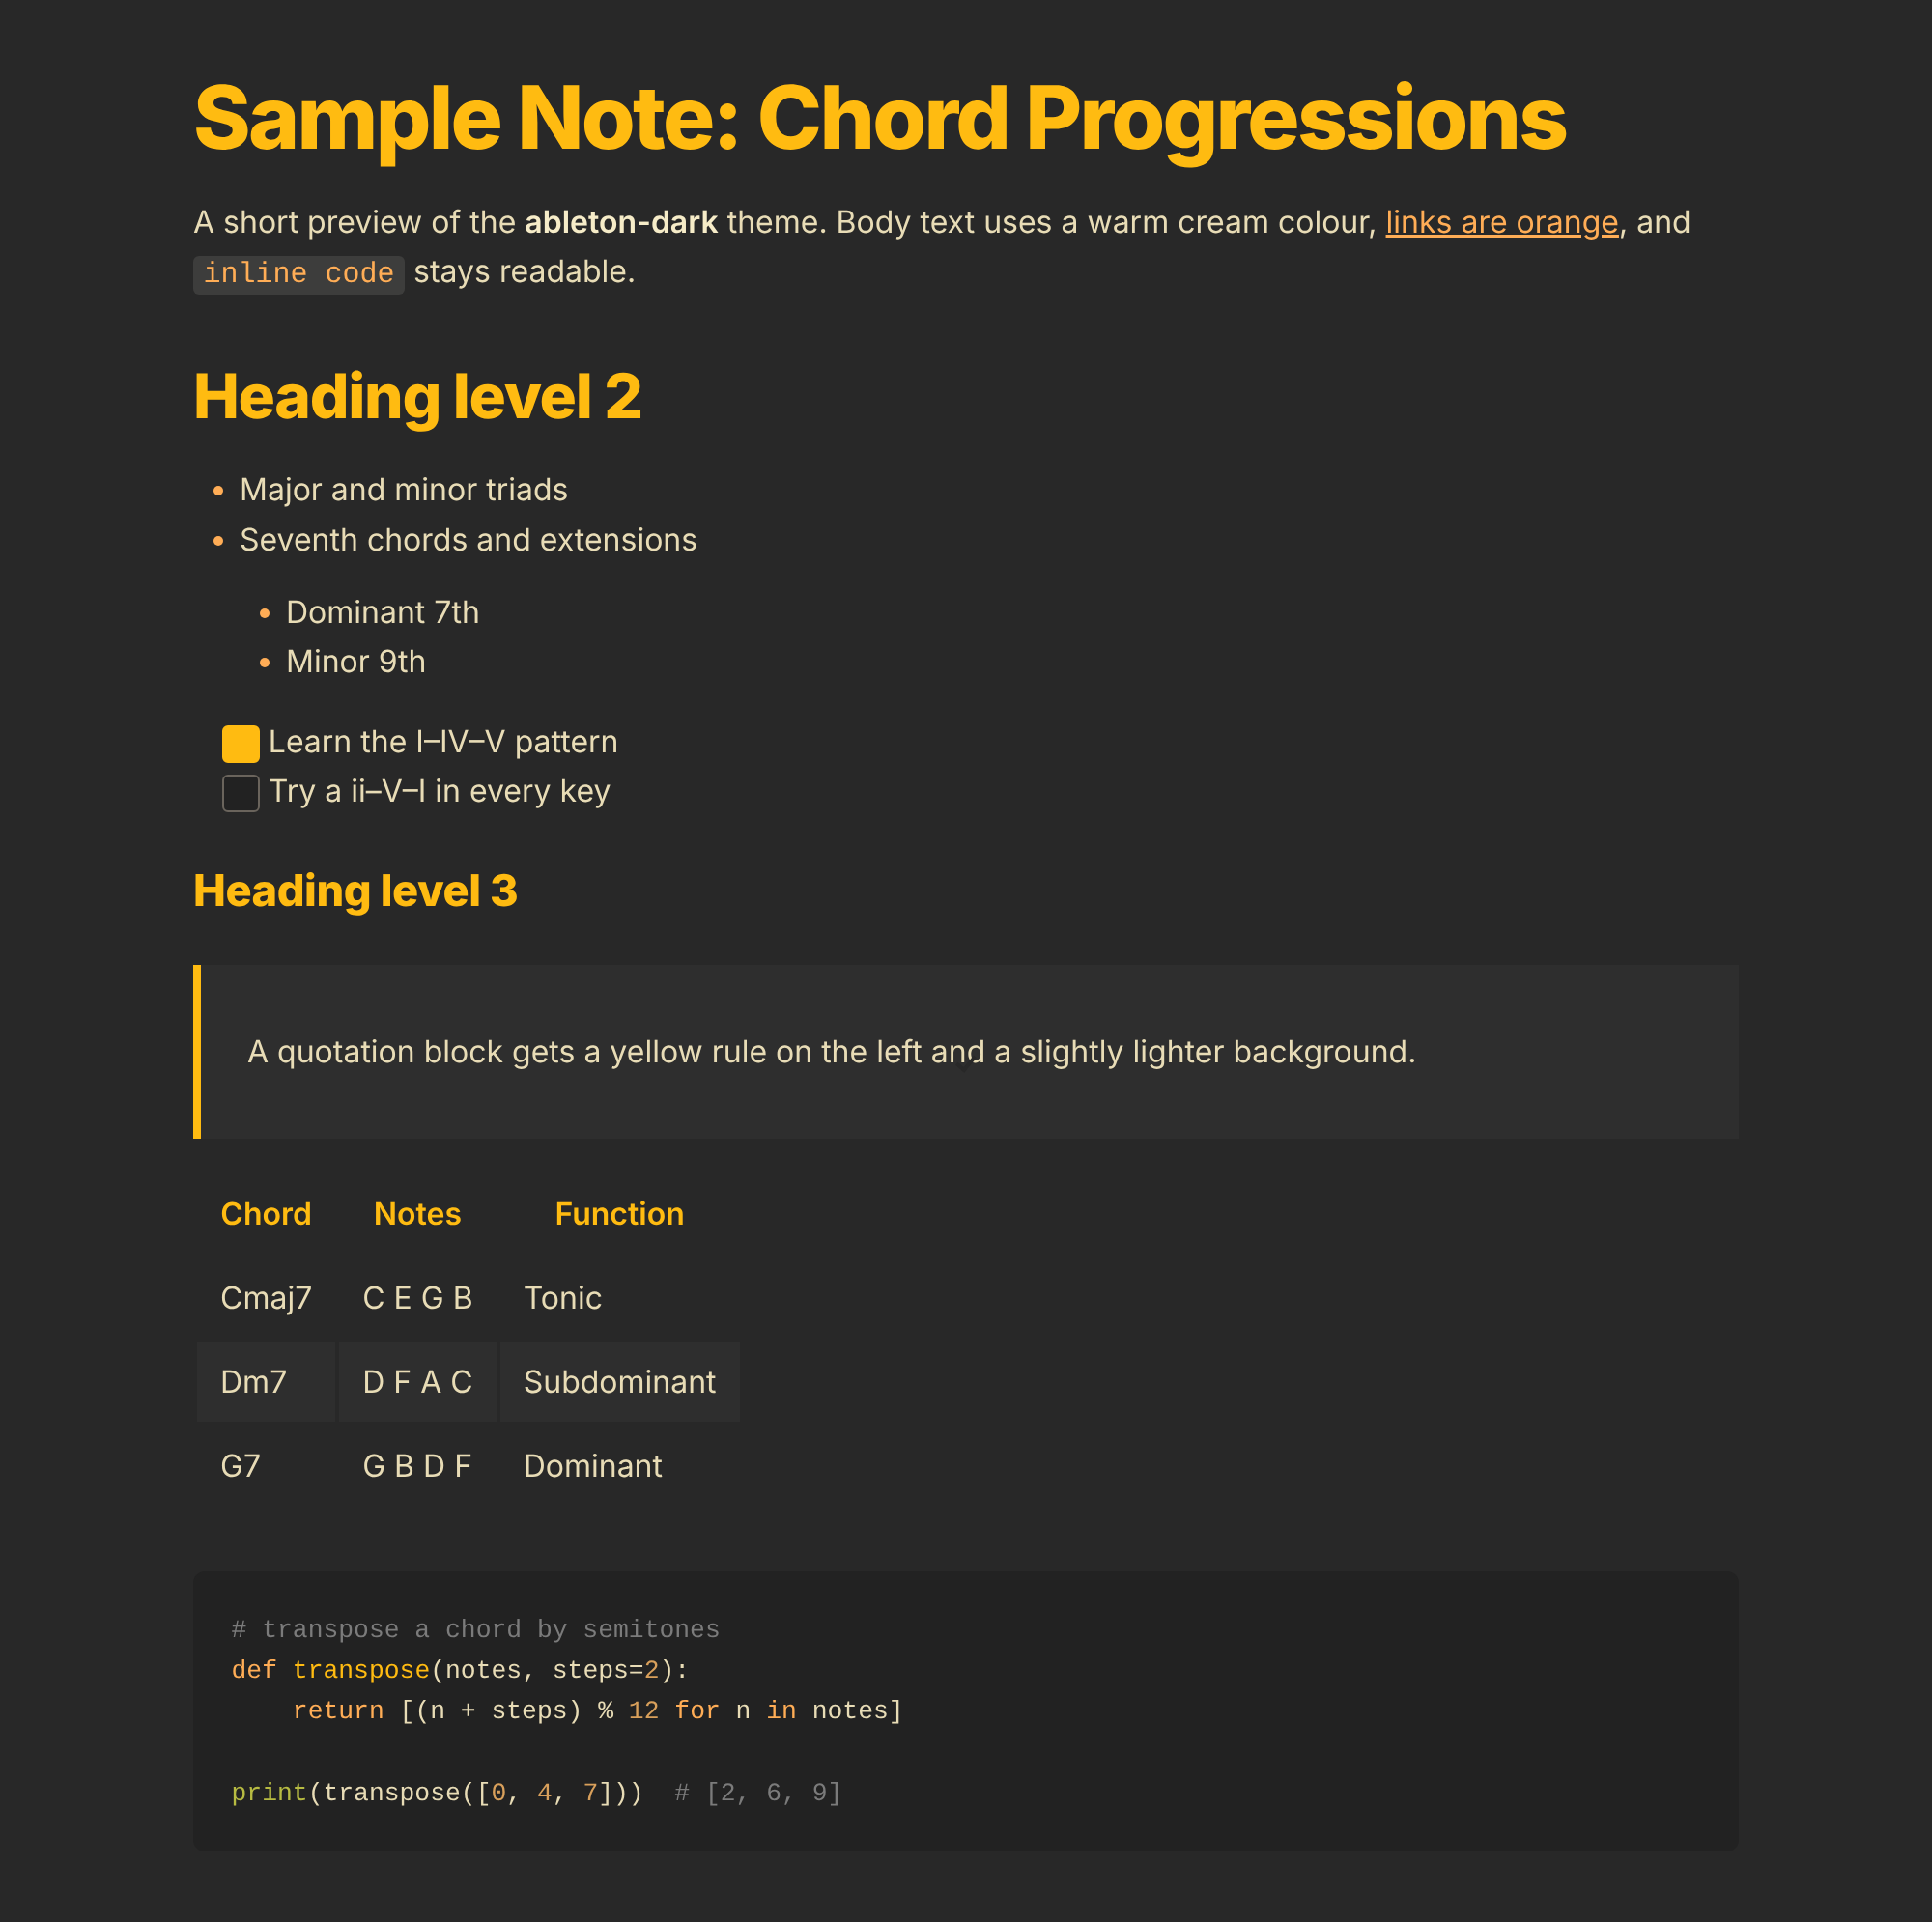 Sample Note: Chord Progressions
A short preview of the ableton-dark theme. Body text uses a warm cream colour, links are orange, and
inline code stays readable.
Heading level 2
• Major and minor triads
• Seventh chords and extensions
• Dominant 7th
• Minor 9th
Learn the I–IV–V pattern
Try a ii–V–I in every key
Heading level 3
A quotation block gets a yellow rule on the left and a slightly lighter background.
Chord Notes Function
Cmaj7 C E G B Tonic
Dm7 D F A C Subdominant
G7 G B D F Dominant
# transpose a chord by semitones
def transpose(notes, steps=2):
    return [(n + steps) % 12 for n in notes]
print(transpose([0, 4, 7]))  # [2, 6, 9]